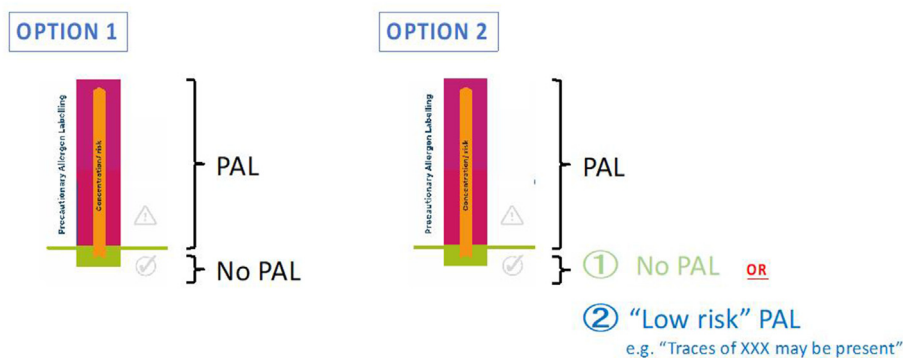 OPTION 1
Precautionary Allergen Labelling
Concentration/ risk
PAL
No PAL
OPTION 2
Precautionary Allergen Labelling
Concentration/ risk
PAL
① No PAL OR
② “Low risk” PAL
e.g. “Traces of XXX may be present”